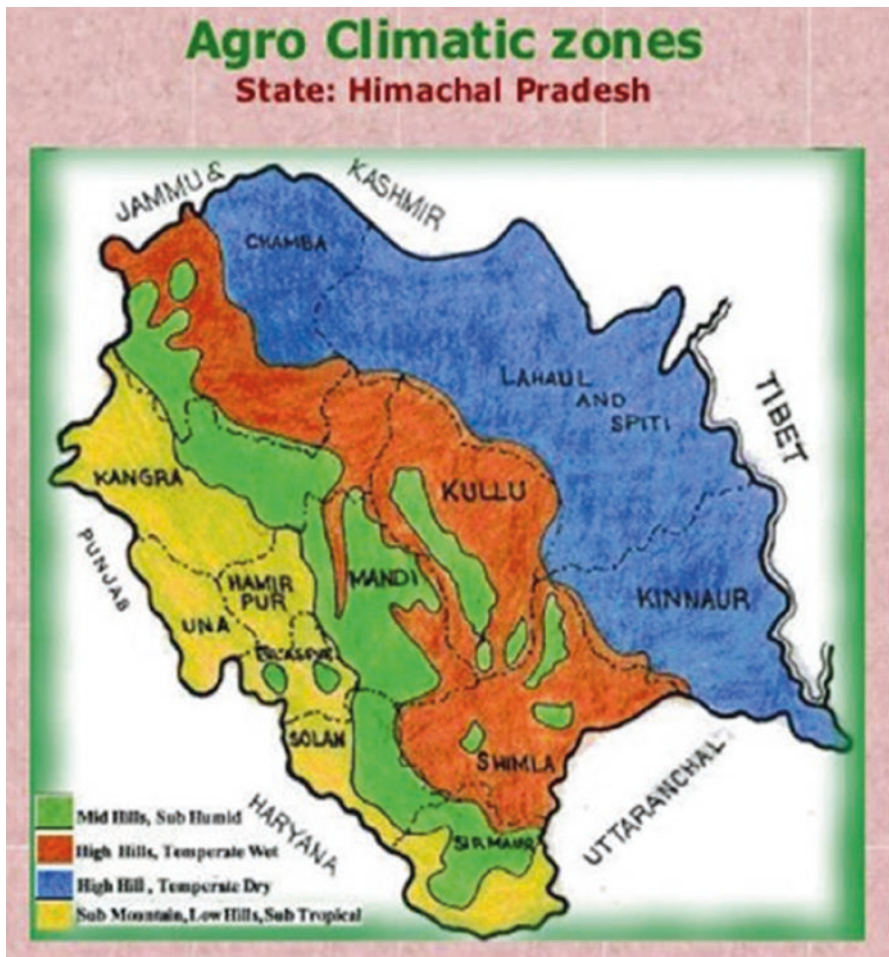 Agro Climatic zones
State: Himachal Pradesh
JAMMU &
KASHMIR
CHAMBA
LAHAUL
AND
SPITI
TIBET
KANGRA
KULLU
PUNJAB
HAMIR
PUR
MANDI
KINNAUR
UNA
BILASPUR
SOLAN
SHIMLA
UTTARANCHAL
HARYANA
SIRMAUR
Mid Hills, Sub Humid
High Hills, Temperate Wet
High Hill , Temperate Dry
Sub Mountain, Low Hills, Sub Tropical